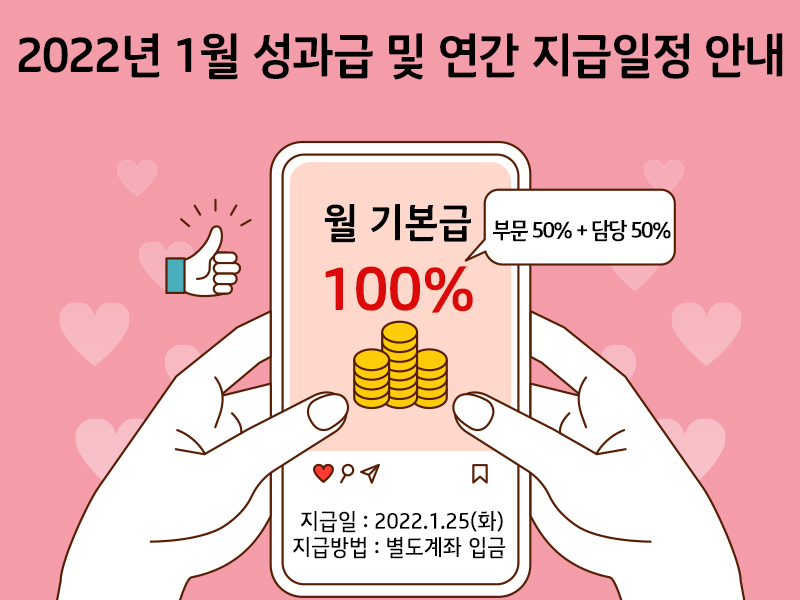 2022년 1월 성과급 및 연간 지급일정 안내
월 기본급
100%
부문 50% + 담당 50%
지급일 : 2022.1.25(화)
지급방법 : 별도계좌 입금